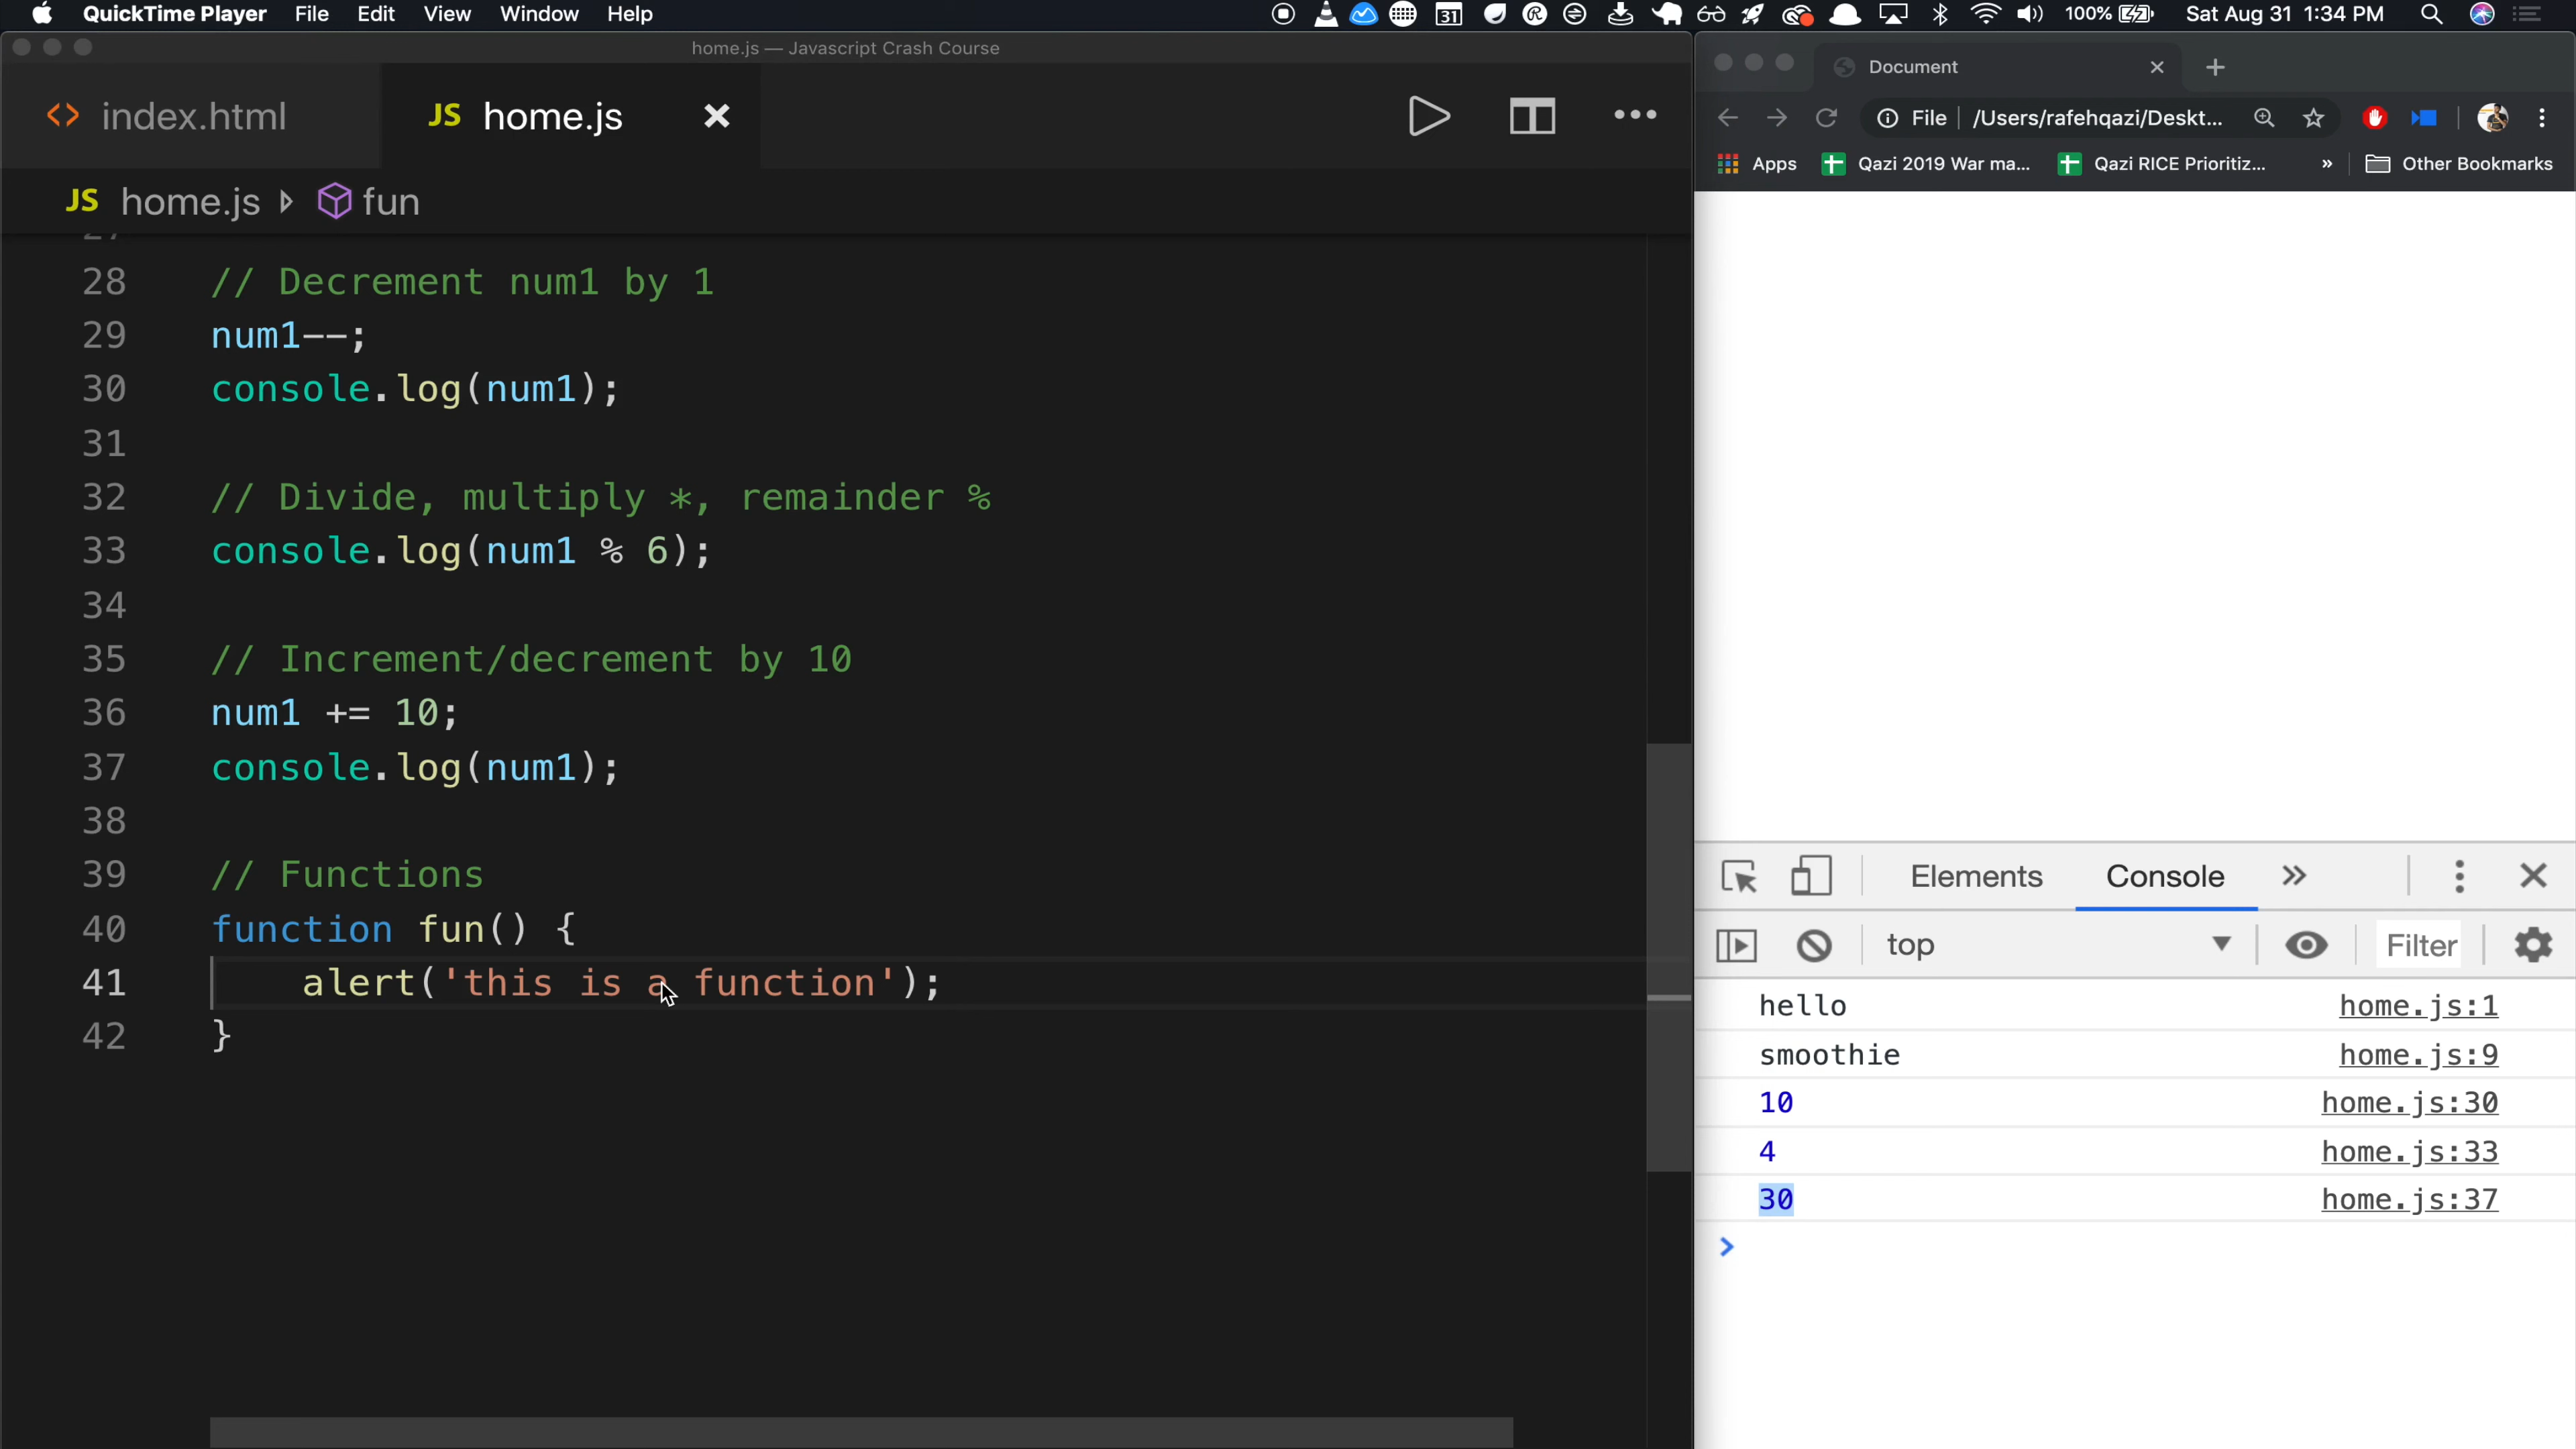 QuickTime Player File Edit View Window Help
31 100% Sat Aug 31 1:34 PM
home.js — Javascript Crash Course
index.html
JS home.js
JS home.js fun
28 // Decrement num1 by 1
29 num1--;
30 console.log(num1);
31
32 // Divide, multiply *, remainder %
33 console.log(num1 % 6);
34
35 // Increment/decrement by 10
36 num1 += 10;
37 console.log(num1);
38
39 // Functions
40 function fun() {
41 alert('this is a function');
42 }
Document
File | /Users/rafehqazi/Deskt...
Apps Qazi 2019 War ma... Qazi RICE Prioritiz... » Other Bookmarks
Elements Console »
top Filter
hello home.js:1
smoothie home.js:9
10 home.js:30
4 home.js:33
30 home.js:37
>